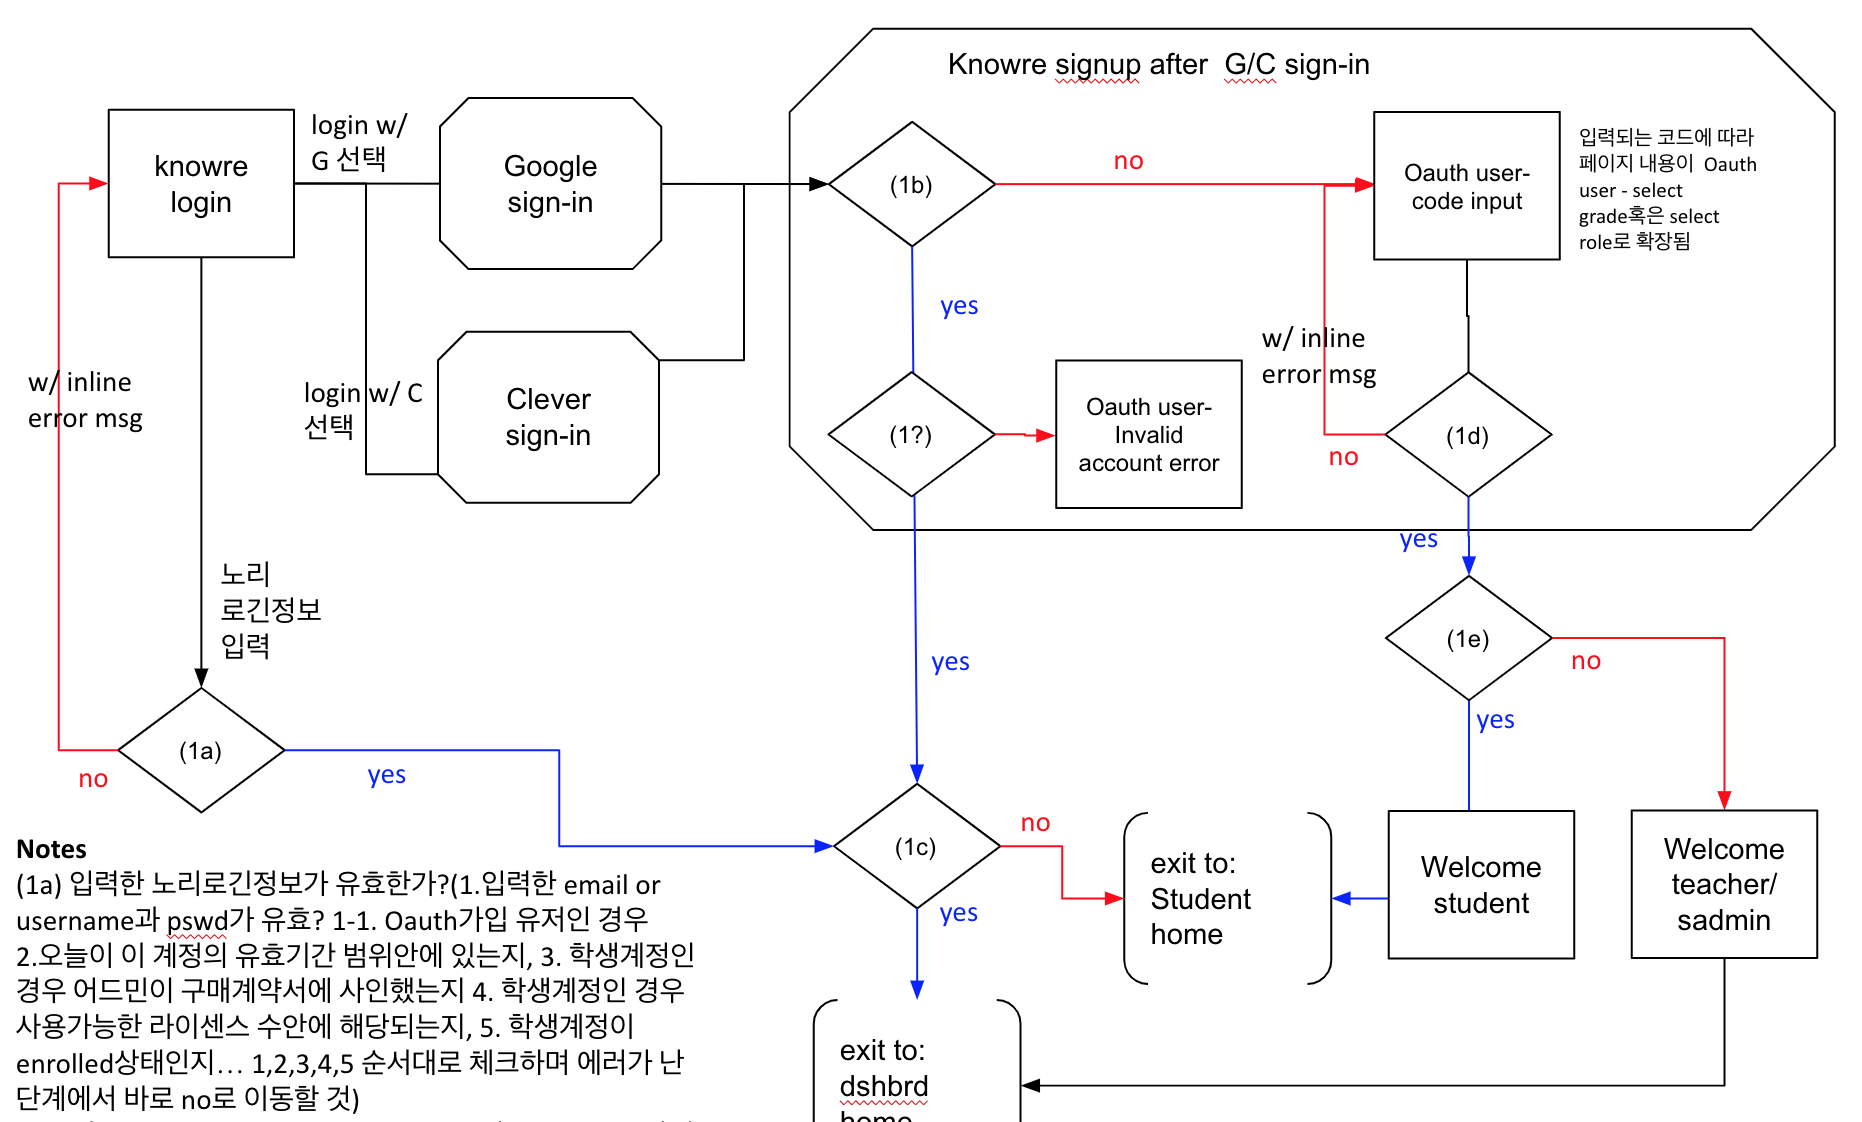 Knowre signup after  G/C sign-in
knowre
login
login w/
G 선택
Google
sign-in
(1b)
no
Oauth user-
code input
입력되는 코드에 따라
페이지 내용이  Oauth
user - select
grade혹은 select
role로 확장됨
yes
w/ inline
error msg
login w/ C
선택
Clever
sign-in
(1?)
Oauth user-
Invalid
account error
w/ inline
error msg
(1d)
no
yes
노리
로긴정보
입력
(1e)
no
yes
yes
(1a)
no
yes
(1c)
no
yes
exit to:
Student
home
Welcome
student
Welcome
teacher/
sadmin
exit to:
dshbrd
home
Notes
(1a) 입력한 노리로긴정보가 유효한가?(1.입력한 email or
username과 pswd가 유효? 1-1. Oauth가입 유저인 경우
2.오늘이 이 계정의 유효기간 범위안에 있는지, 3. 학생계정인
경우 어드민이 구매계약서에 사인했는지 4. 학생계정인 경우
사용가능한 라이센스 수안에 해당되는지, 5. 학생계정이
enrolled상태인지... 1,2,3,4,5 순서대로 체크하며 에러가 난
단계에서 바로 no로 이동할 것)